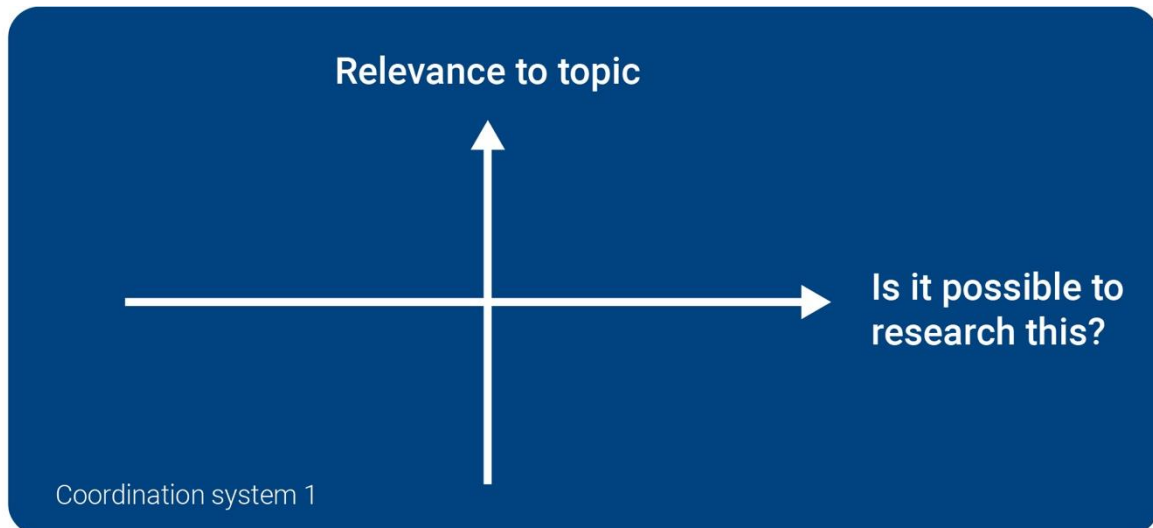 Relevance to topic
Is it possible to
research this?
Coordination system 1